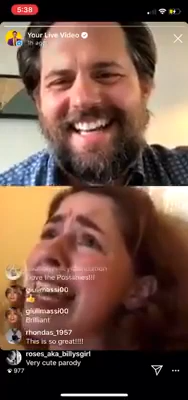 5:38
Your Live Video
1h ago
I love the Postalnes!!!
giulimassi00
👍
giulimassi00
Brilliant
rhondas_1957
This is so great!!!!
roses_aka_billysgirl
Very cute parody
977